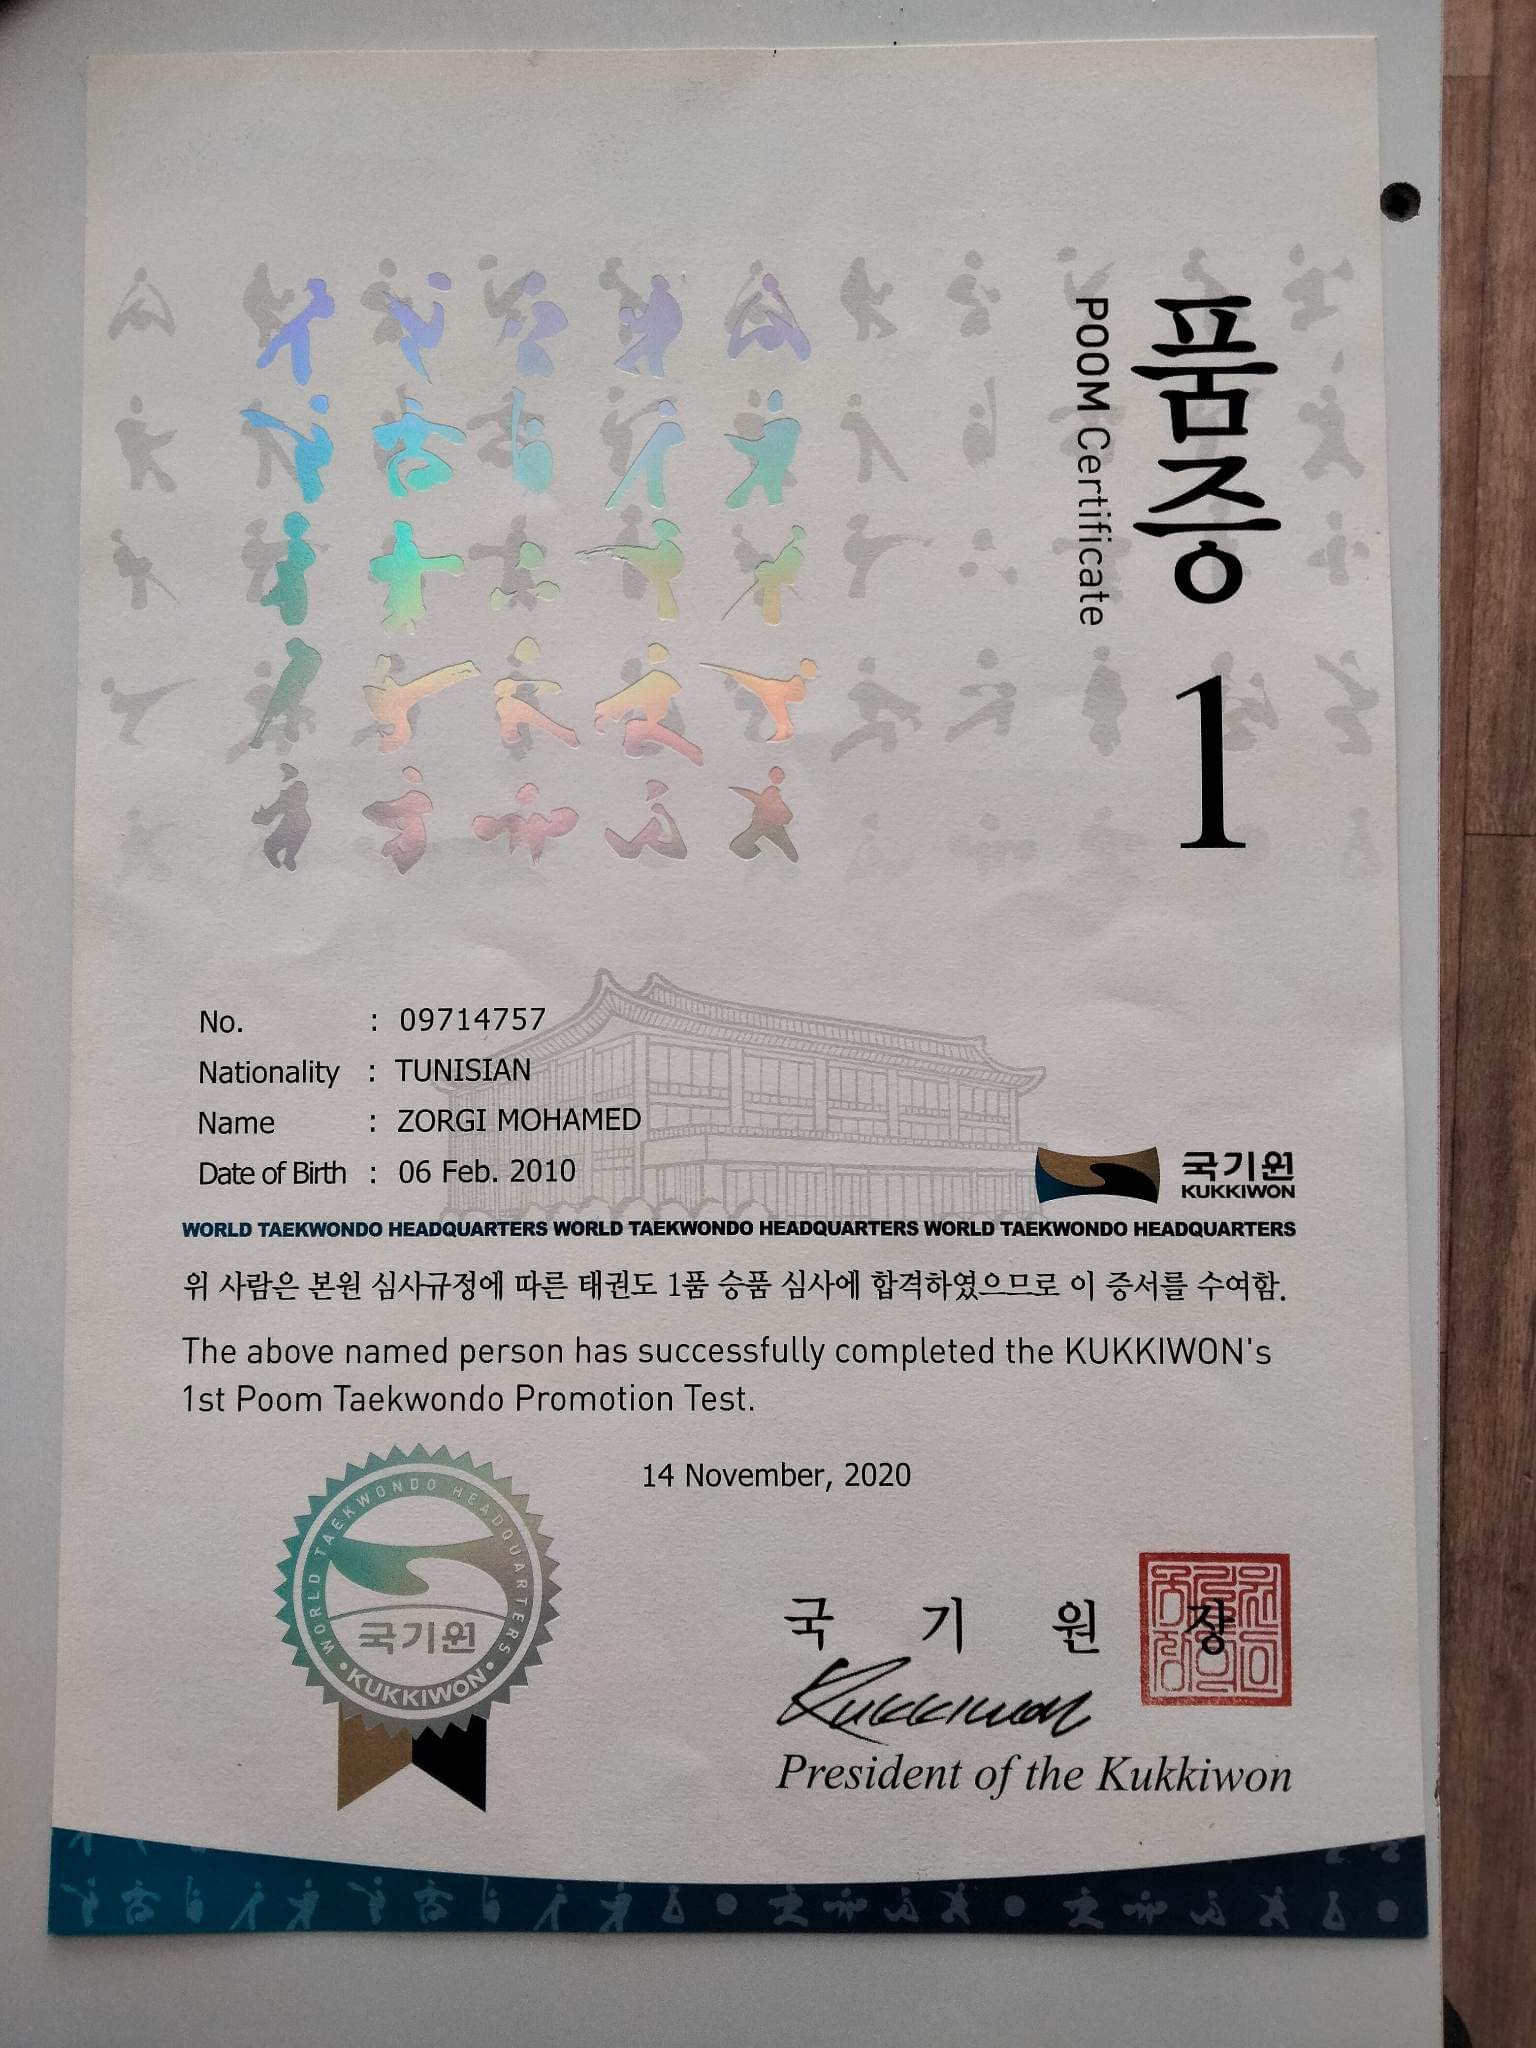 품증
POOM Certificate
1
No. : 09714757
Nationality : TUNISIAN
Name : ZORGI MOHAMED
Date of Birth : 06 Feb. 2010
국기원
KUKKIWON
WORLD TAEKWONDO HEADQUARTERS WORLD TAEKWONDO HEADQUARTERS WORLD TAEKWONDO HEADQUARTERS
위 사람은 본원 심사규정에 따른 태권도 1품 승품 심사에 합격하였으므로 이 증서를 수여함.
The above named person has successfully completed the KUKKIWON's
1st Poom Taekwondo Promotion Test.
14 November, 2020
WORLD TAEKWONDO HEADQUARTERS
국기원
• KUKKIWON •
국 기 원 장
Kukkiwon
President of the Kukkiwon